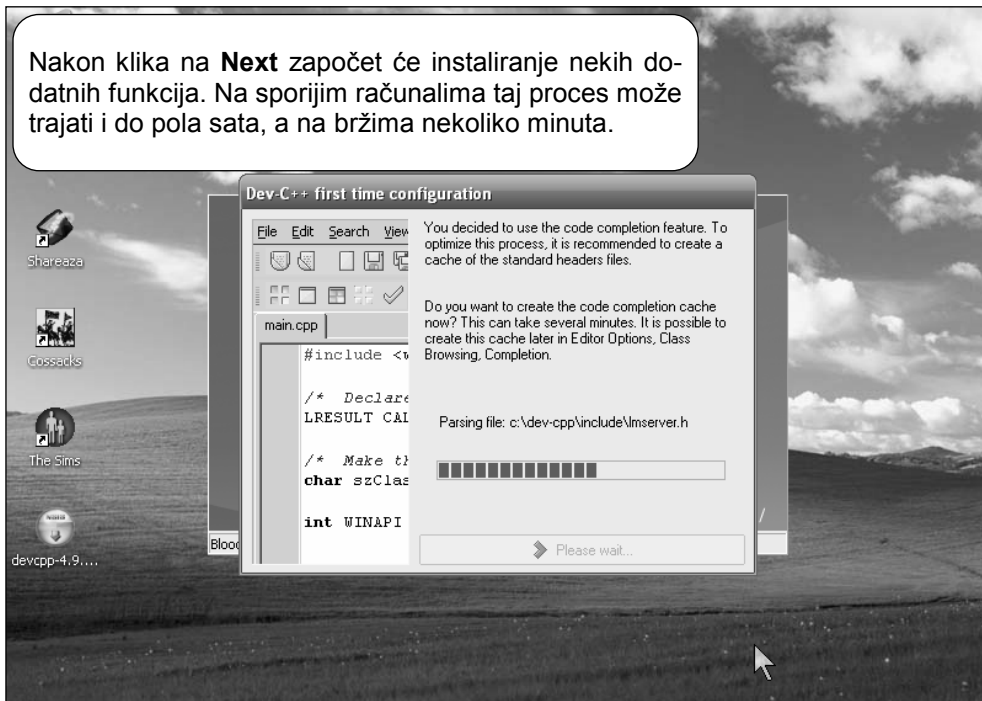 Nakon klika na Next započet će instaliranje nekih do-
datnih funkcija. Na sporijim računalima taj proces može
trajati i do pola sata, a na bržima nekoliko minuta.
Dev-C++ first time configuration
File Edit Search View
You decided to use the code completion feature. To
optimize this process, it is recommended to create a
cache of the standard headers files.
Do you want to create the code completion cache
now? This can take several minutes. It is possible to
create this cache later in Editor Options, Class
Browsing, Completion.
main.cpp
#include <w
/* Declare
LRESULT CAL
/* Make th
char szClas
int WINAPI
Parsing file: c:\dev-cpp\include\lmserver.h
Please wait...
Blood
/
Shareaza
Cossacks
The Sims
devcpp-4.9....